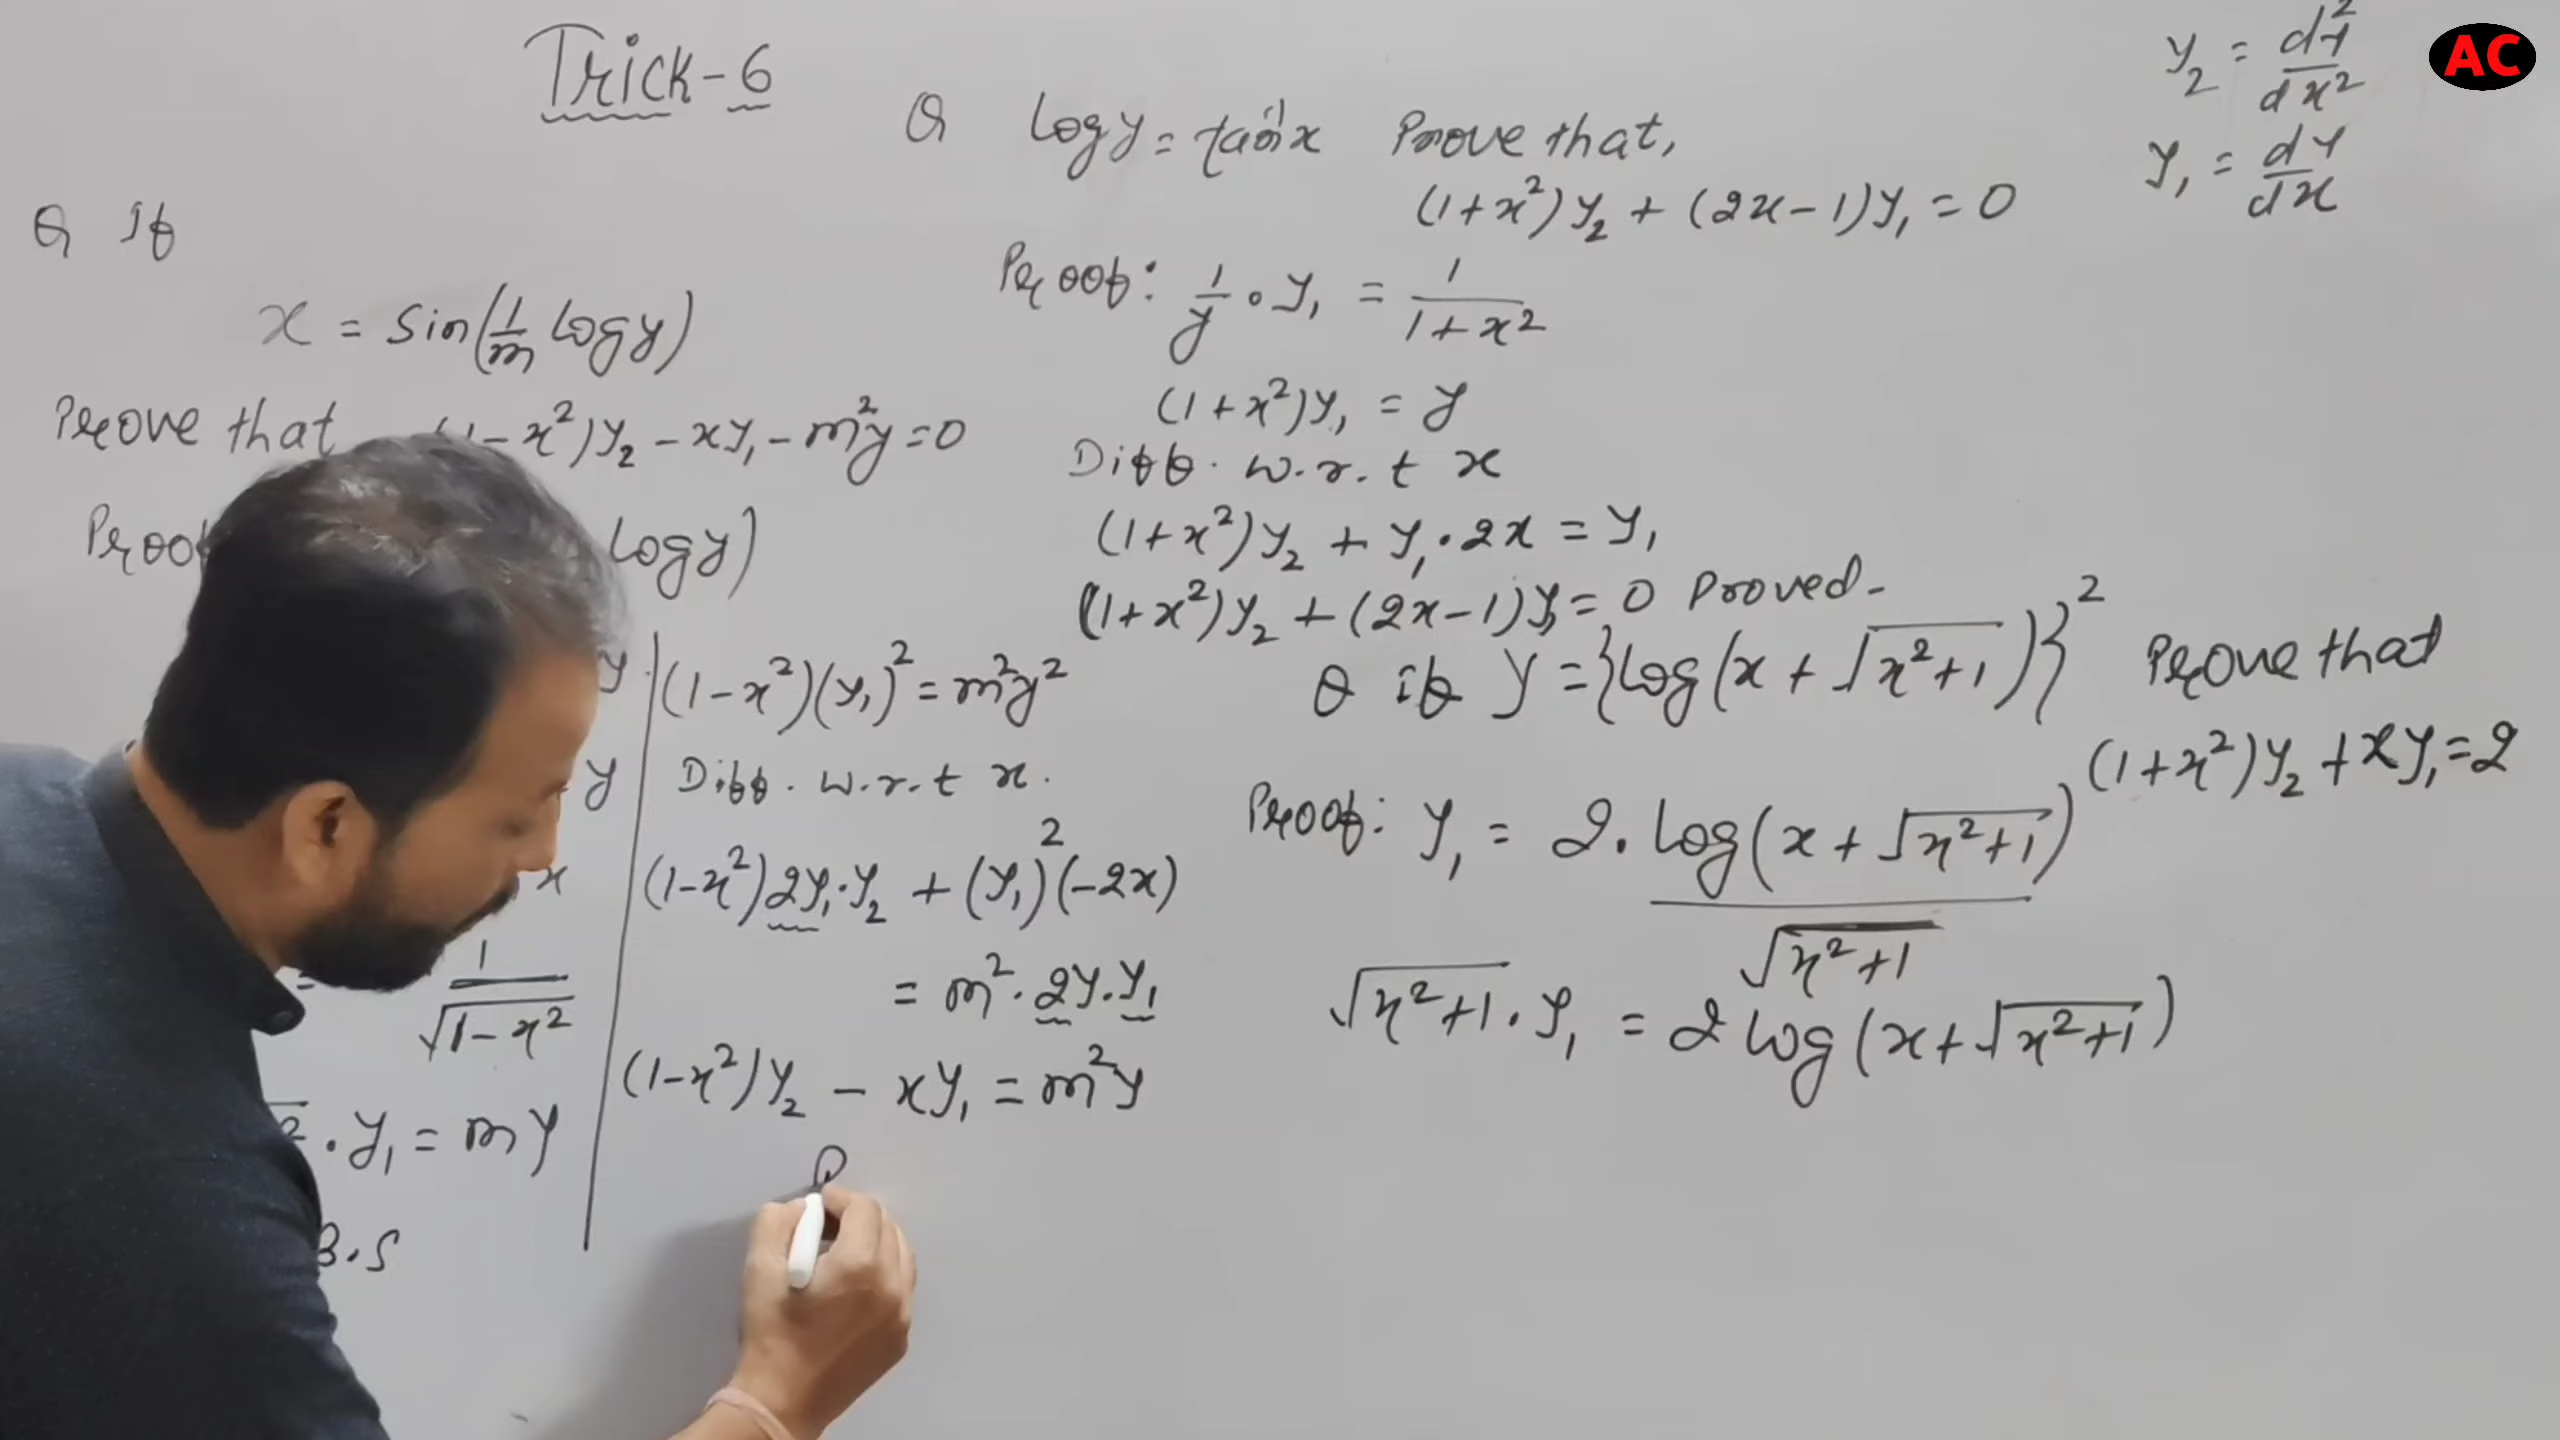 Trick-6
Q If
x = Sin(1/m log y)
Prove that (1-x²)y₂ - xy₁ - m²y = 0
Proof log y)
y
y
x
= 1/√(1-x²)
² . y₁ = my
B.S
(1-x²)(y₁)² = m²y²
Diff. w.r.t x.
(1-x²)2y₁.y₂ + (y₁)²(-2x)
= m².2y.y₁
(1-x²)y₂ - xy₁ = m²y
P
Q log y = tan⁻¹x Prove that,
(1+x²)y₂ + (2x-1)y₁ = 0
Proof: 1/y . y₁ = 1/(1+x²)
(1+x²)y₁ = y
Diff. w.r.t x
(1+x²)y₂ + y₁.2x = y₁
(1+x²)y₂ + (2x-1)y₁ = 0 Proved-
Q if y = {log(x + √(x²+1))}² Prove that
(1+x²)y₂ + xy₁ = 2
Proof: y₁ = 2. log(x + √(x²+1)) / √(x²+1)
√(x²+1) . y₁ = 2 log(x + √(x²+1))
y₂ = d²y/dx²
y₁ = dy/dx
AC